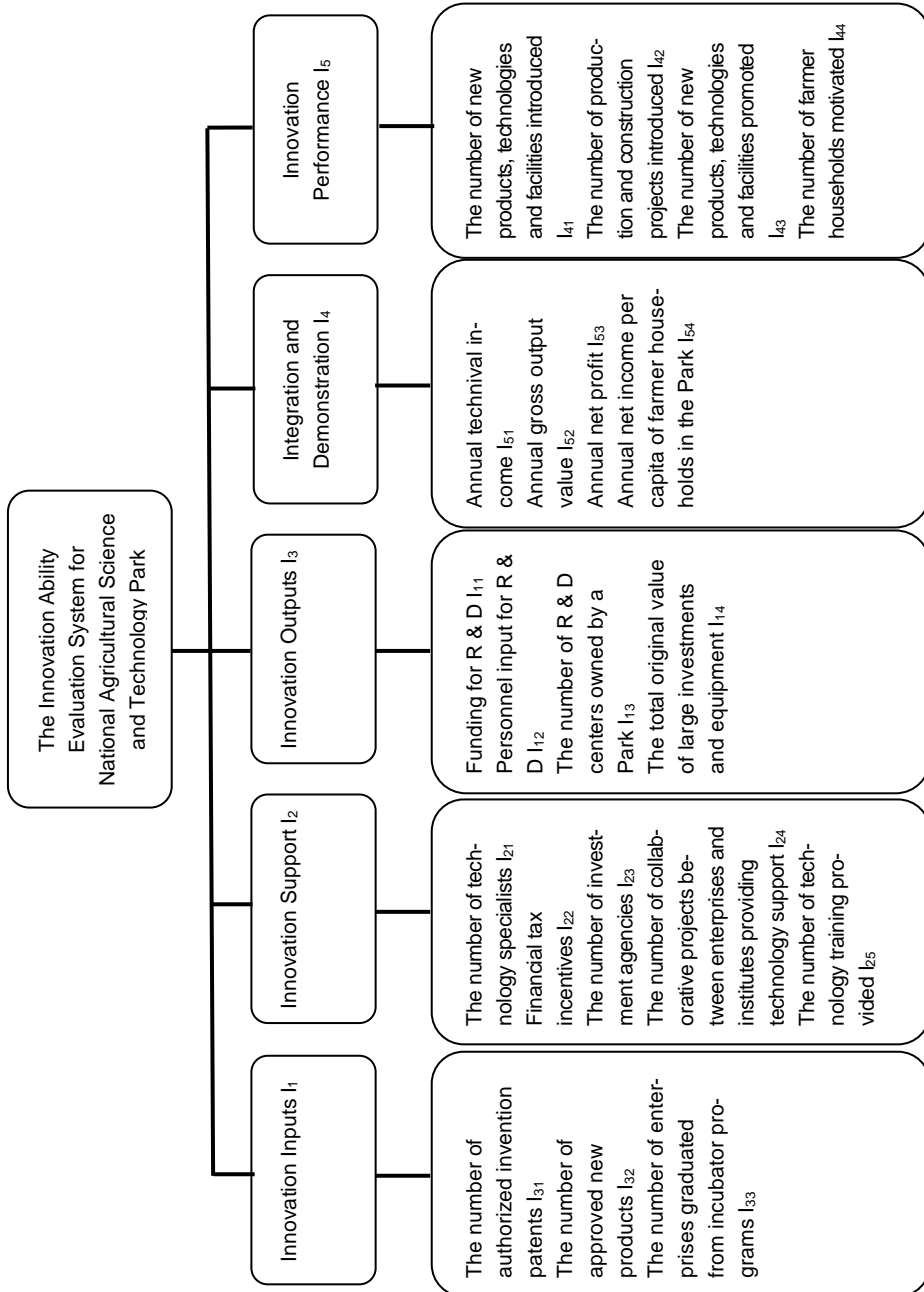 The Innovation Ability
Evaluation System for
National Agricultural Science
and Technology Park
Innovation Inputs I1
Innovation Support I2
Innovation Outputs I3
Integration and
Demonstration I4
Innovation
Performance I5
The number of
authorized invention
patents I31
The number of
approved new
products I32
The number of enter-
prises graduated
from incubator pro-
grams I33
The number of tech-
nology specialists I21
Financial tax
incentives I22
The number of invest-
ment agencies I23
The number of collab-
orative projects be-
tween enterprises and
institutes providing
technology support I24
The number of tech-
nology training pro-
vided I25
Funding for R & D I11
Personnel input for R &
D I12
The number of R & D
centers owned by a
Park I13
The total original value
of large investments
and equipment I14
Annual technival in-
come I51
Annual gross output
value I52
Annual net profit I53
Annual net income per
capita of farmer house-
holds in the Park I54
The number of new
products, technologies
and facilities introduced
I41
The number of produc-
tion and construction
projects introduced I42
The number of new
products, technologies
and facilities promoted
I43
The number of farmer
households motivated I44